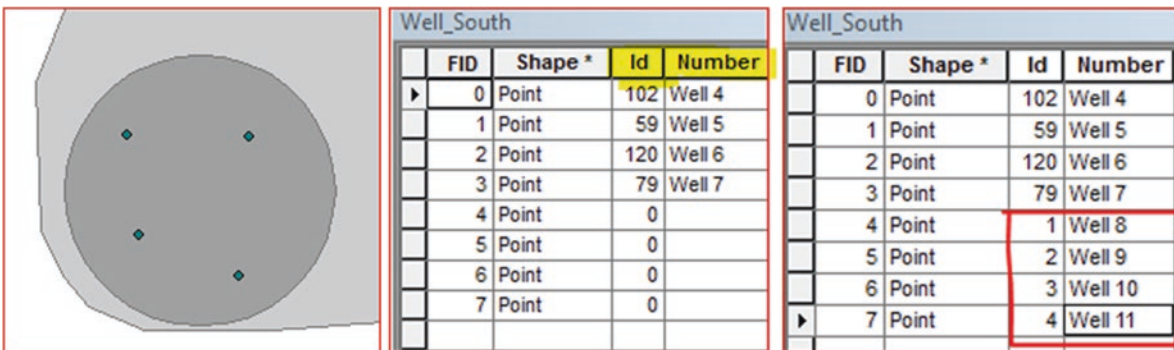 Well_South
FID Shape * Id Number
0 Point 102 Well 4
1 Point 59 Well 5
2 Point 120 Well 6
3 Point 79 Well 7
4 Point 0
5 Point 0
6 Point 0
7 Point 0
Well_South
FID Shape * Id Number
0 Point 102 Well 4
1 Point 59 Well 5
2 Point 120 Well 6
3 Point 79 Well 7
4 Point 1 Well 8
5 Point 2 Well 9
6 Point 3 Well 10
7 Point 4 Well 11